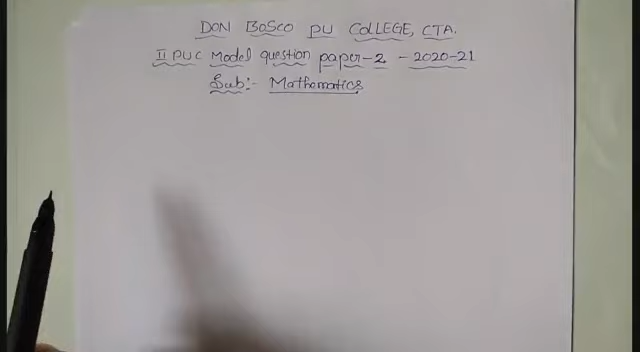 DON BOSCO PU COLLEGE, CTA.
II PUC Model question paper-2 - 2020-21
Sub:- Mathematics